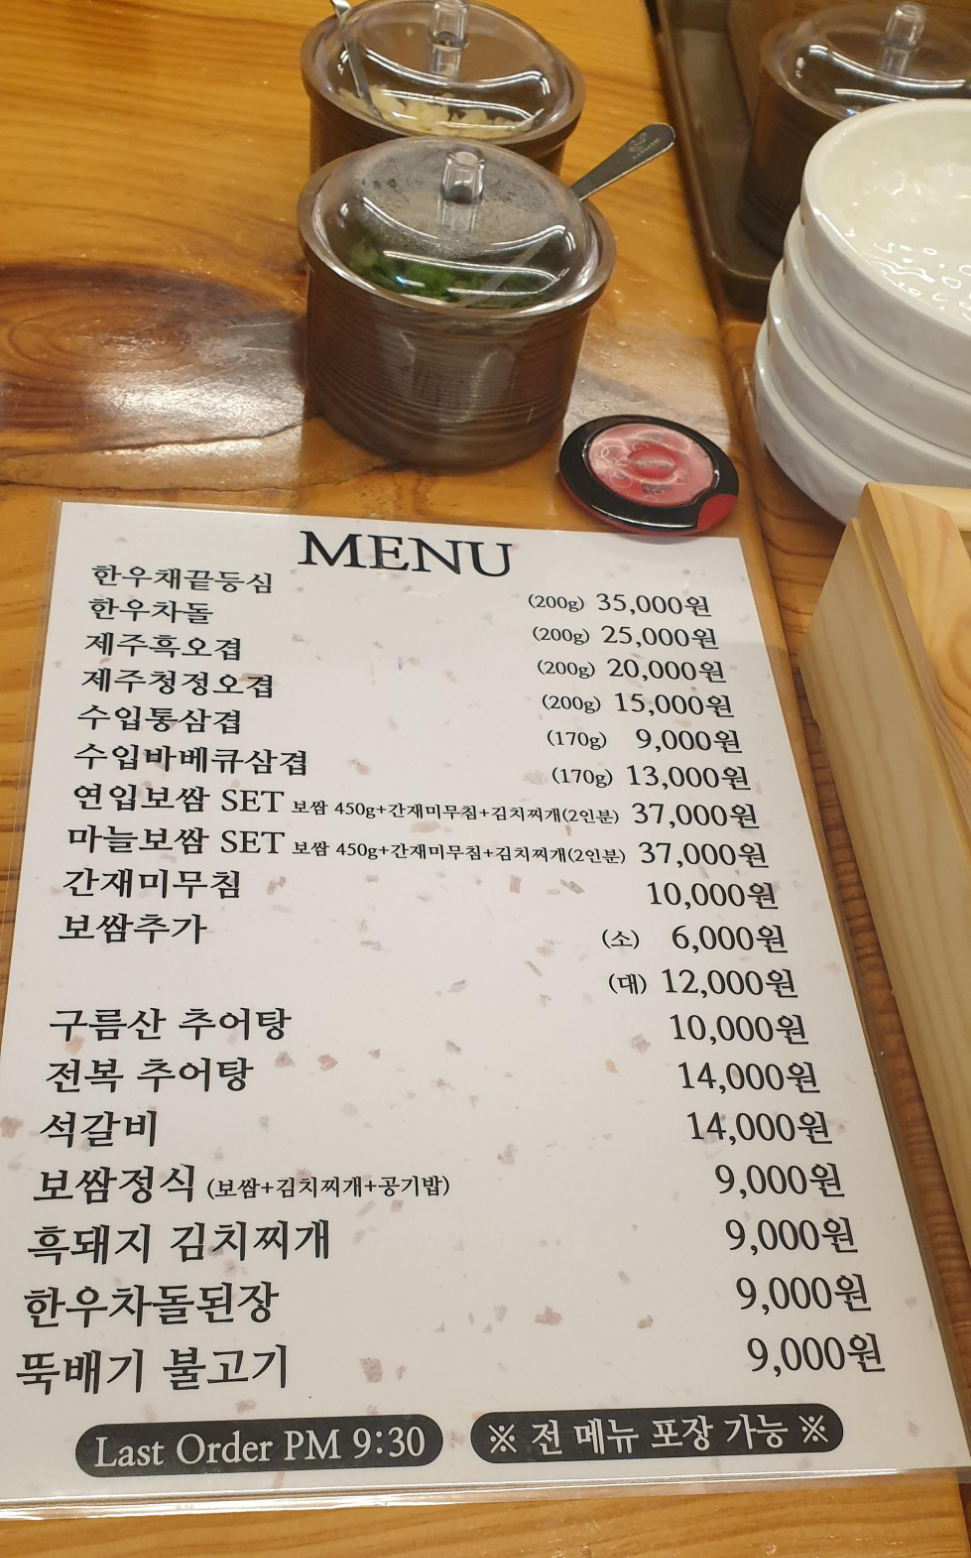 MENU
한우채끝등심 (200g) 35,000원
한우차돌 (200g) 25,000원
제주흑오겹 (200g) 20,000원
제주청정오겹 (200g) 15,000원
수입통삼겹 (170g) 9,000원
수입바베큐삼겹 (170g) 13,000원
연입보쌈 SET 보쌈 450g+간재미무침+김치찌개(2인분) 37,000원
마늘보쌈 SET 보쌈 450g+간재미무침+김치찌개(2인분) 37,000원
간재미무침 10,000원
보쌈추가 (소) 6,000원
(대) 12,000원
구름산 추어탕 10,000원
전복 추어탕 14,000원
석갈비 14,000원
보쌈정식 (보쌈+김치찌개+공기밥) 9,000원
흑돼지 김치찌개 9,000원
한우차돌된장 9,000원
뚝배기 불고기 9,000원
Last Order PM 9:30 ※ 전 메뉴 포장 가능 ※